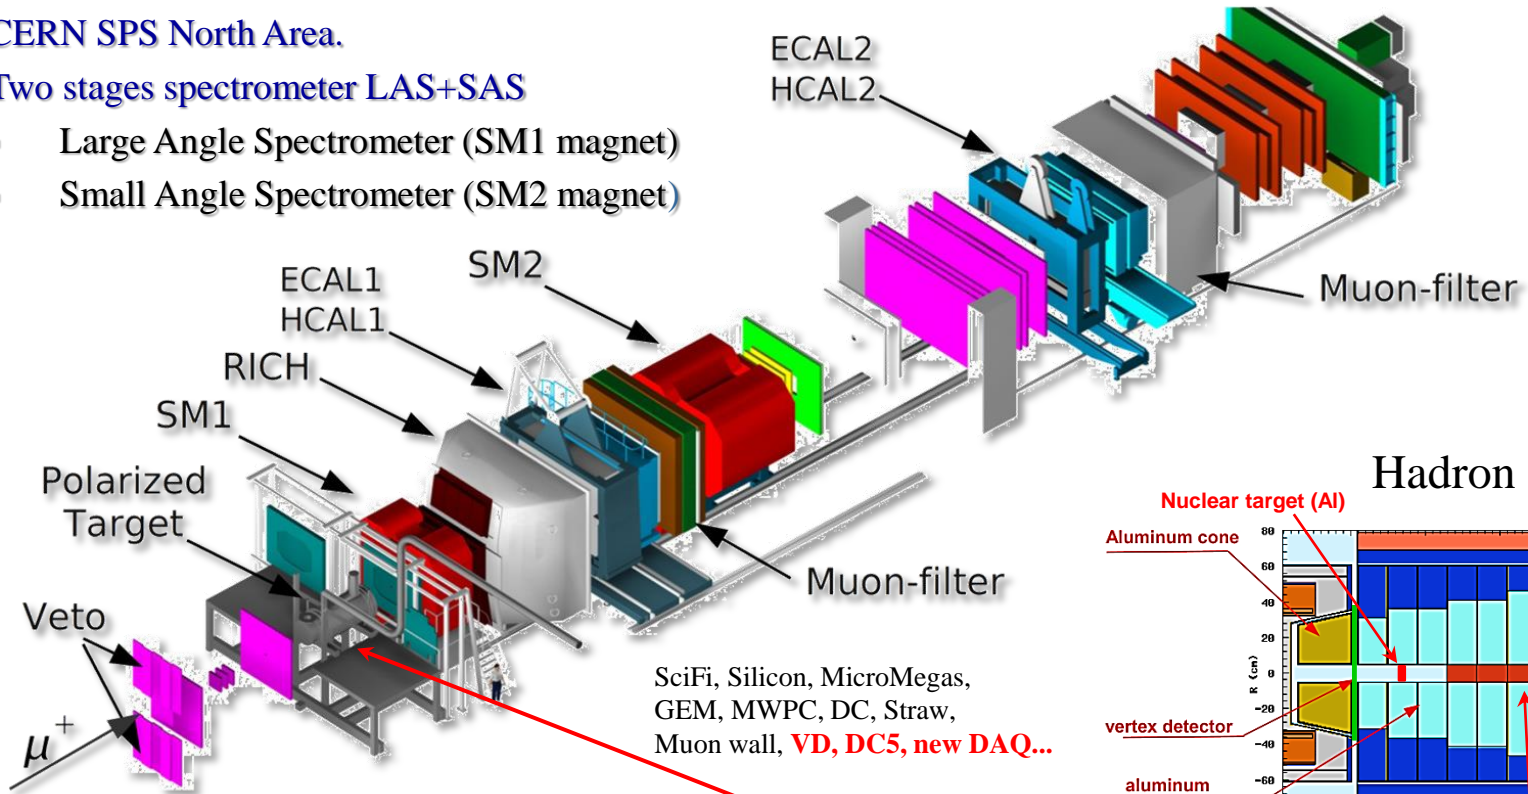 CERN SPS North Area.
Two stages spectrometer LAS+SAS
Large Angle Spectrometer (SM1 magnet)
Small Angle Spectrometer (SM2 magnet)
ECAL2
HCAL2
Muon-filter
SM2
ECAL1
HCAL1
RICH
SM1
Polarized
Target
Veto
μ+
Muon-filter
SciFi, Silicon, MicroMegas,
GEM, MWPC, DC, Straw,
Muon wall, VD, DC5, new DAQ...
Hadron
Nuclear target (Al)
Aluminum cone
vertex detector
aluminum
R (cm)
80
60
40
20
0
-20
-40
-60